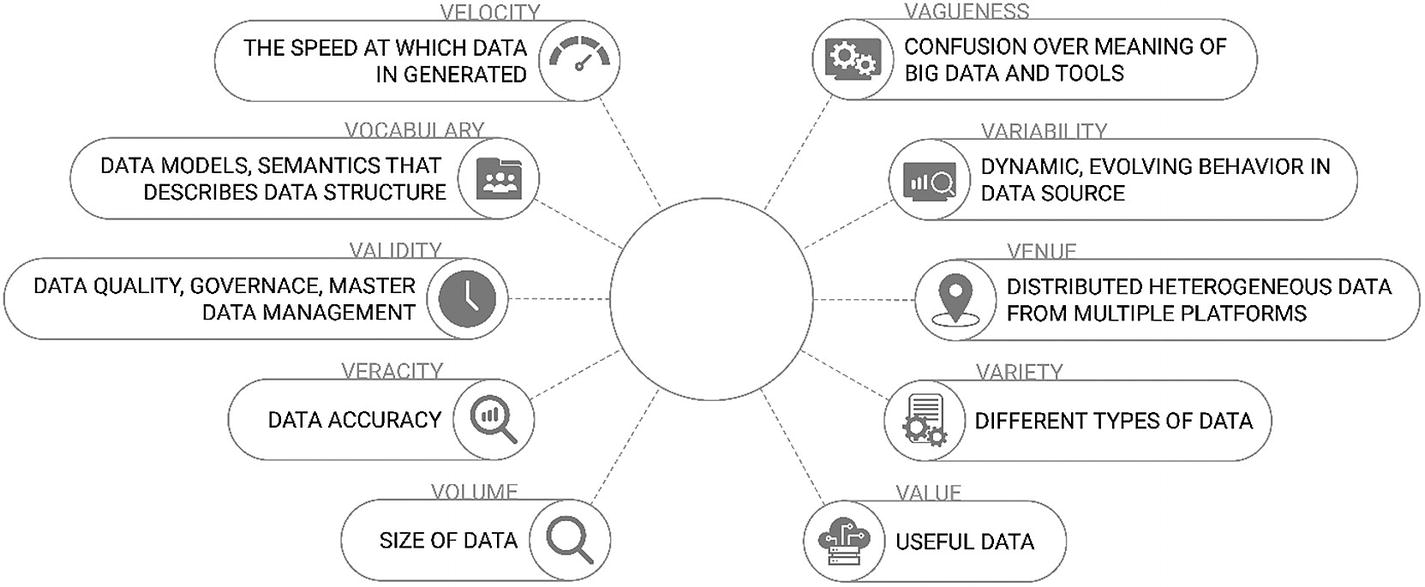 VELOCITY
THE SPEED AT WHICH DATA
IN GENERATED
VOCABULARY
DATA MODELS, SEMANTICS THAT
DESCRIBES DATA STRUCTURE
VALIDITY
DATA QUALITY, GOVERNACE, MASTER
DATA MANAGEMENT
VERACITY
DATA ACCURACY
VOLUME
SIZE OF DATA
VAGUENESS
CONFUSION OVER MEANING OF
BIG DATA AND TOOLS
VARIABILITY
DYNAMIC, EVOLVING BEHAVIOR IN
DATA SOURCE
VENUE
DISTRIBUTED HETEROGENEOUS DATA
FROM MULTIPLE PLATFORMS
VARIETY
DIFFERENT TYPES OF DATA
VALUE
USEFUL DATA